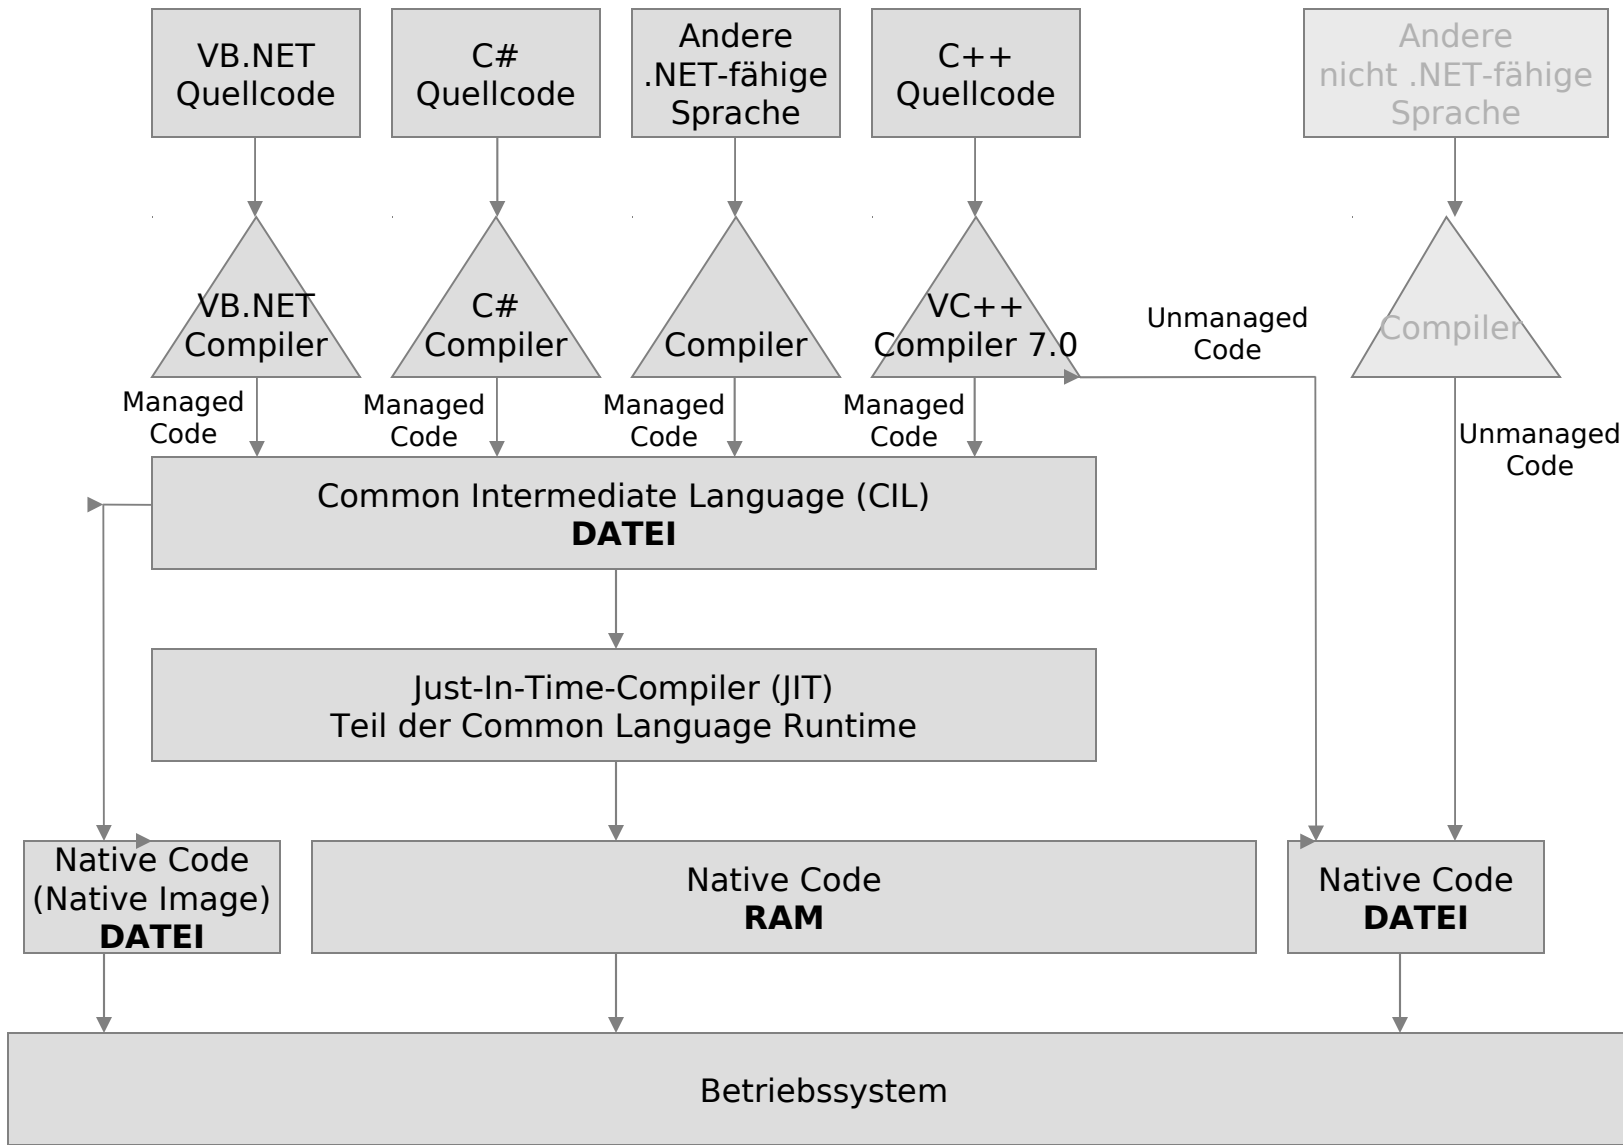 VB.NET
Quellcode
C#
Quellcode
Andere
.NET-fähige
Sprache
C++
Quellcode
Andere
nicht .NET-fähige
Sprache
VB.NET
Compiler
C#
Compiler
Compiler
VC++
Compiler 7.0
Unmanaged
Code
Compiler
Managed
Code
Managed
Code
Managed
Code
Managed
Code
Unmanaged
Code
Common Intermediate Language (CIL)
DATEI
Just-In-Time-Compiler (JIT)
Teil der Common Language Runtime
Native Code
(Native Image)
DATEI
Native Code
RAM
Native Code
DATEI
Betriebssystem